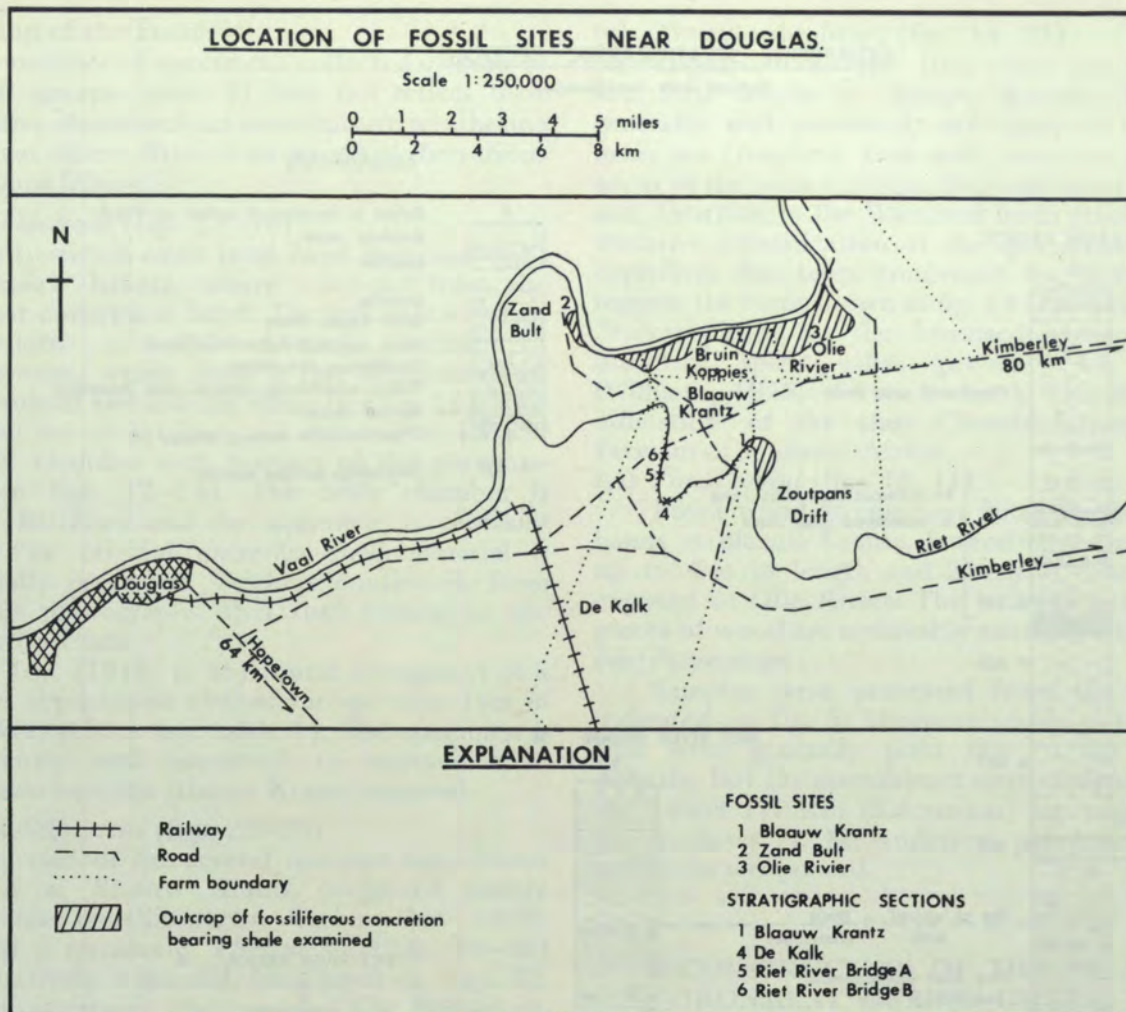 LOCATION OF FOSSIL SITES NEAR DOUGLAS.
Scale 1:250,000
0 1 2 3 4 5 miles
0 2 4 6 8 km
N
Zand
Bult
2
3
Olie
Rivier
Bruin
Koppies
Blaauw
Krantz
Kimberley
80 km
1
6
5
4
Zoutpans
Drift
Riet River
Kimberley
Vaal River
Douglas
De Kalk
Hopetown
64 km
EXPLANATION
Railway
Road
Farm boundary
Outcrop of fossiliferous concretion
bearing shale examined
FOSSIL SITES
1 Blaauw Krantz
2 Zand Bult
3 Olie Rivier
STRATIGRAPHIC SECTIONS
1 Blaauw Krantz
4 De Kalk
5 Riet River Bridge A
6 Riet River Bridge B